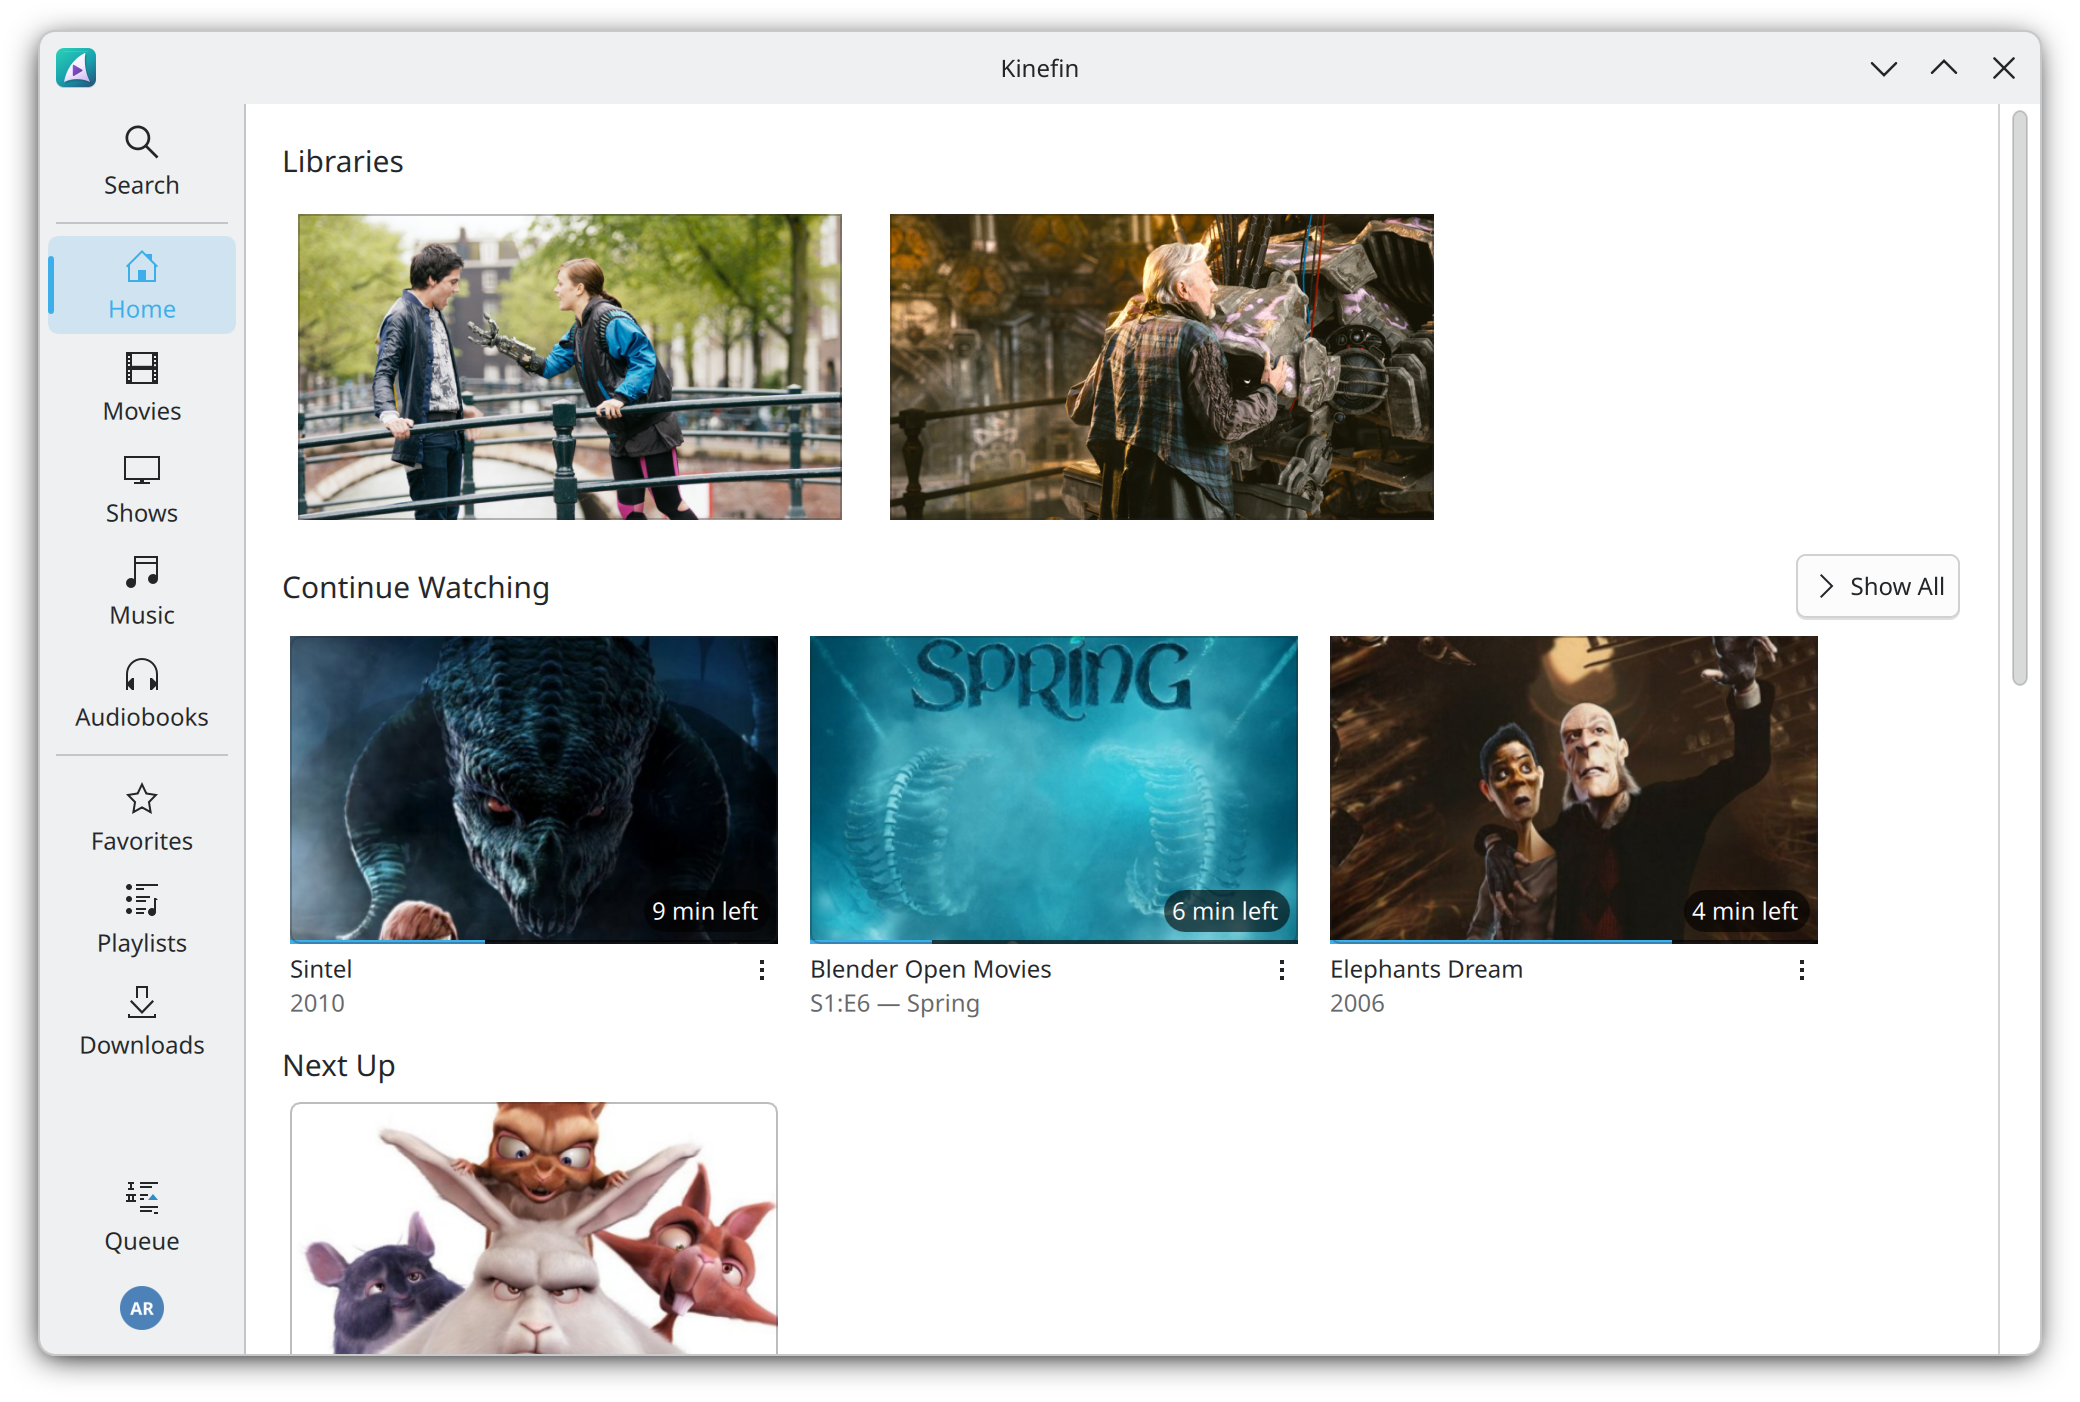 Kinefin
Search
Home
Movies
Shows
Music
Audiobooks
Favorites
Playlists
Downloads
Queue
AR
Libraries
Continue Watching
Show All
SPRING
9 min left
6 min left
4 min left
Sintel
2010
Blender Open Movies
S1:E6 — Spring
Elephants Dream
2006
Next Up